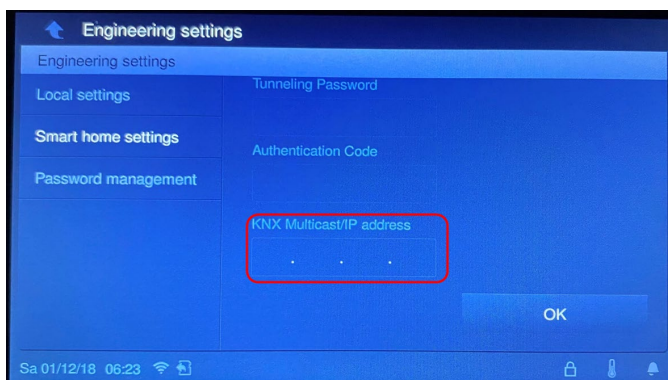 Engineering settings
Engineering settings
Local settings
Tunneling Password
Smart home settings
Authentication Code
Password management
KNX Multicast/IP address
. . .
OK
Sa 01/12/18 06:23